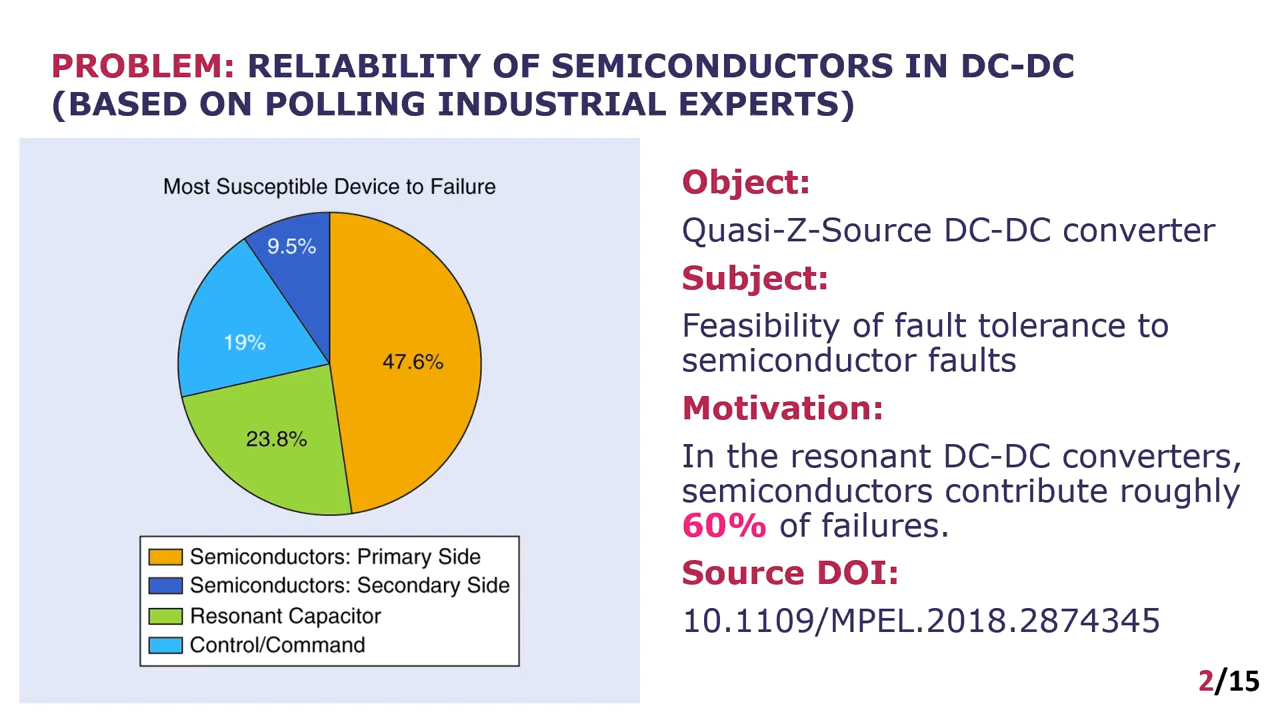 PROBLEM: RELIABILITY OF SEMICONDUCTORS IN DC-DC
(BASED ON POLLING INDUSTRIAL EXPERTS)
Most Susceptible Device to Failure
9.5%
19%
47.6%
23.8%
Semiconductors: Primary Side
Semiconductors: Secondary Side
Resonant Capacitor
Control/Command
Object:
Quasi-Z-Source DC-DC converter
Subject:
Feasibility of fault tolerance to
semiconductor faults
Motivation:
In the resonant DC-DC converters,
semiconductors contribute roughly
60% of failures.
Source DOI:
10.1109/MPEL.2018.2874345
2/15